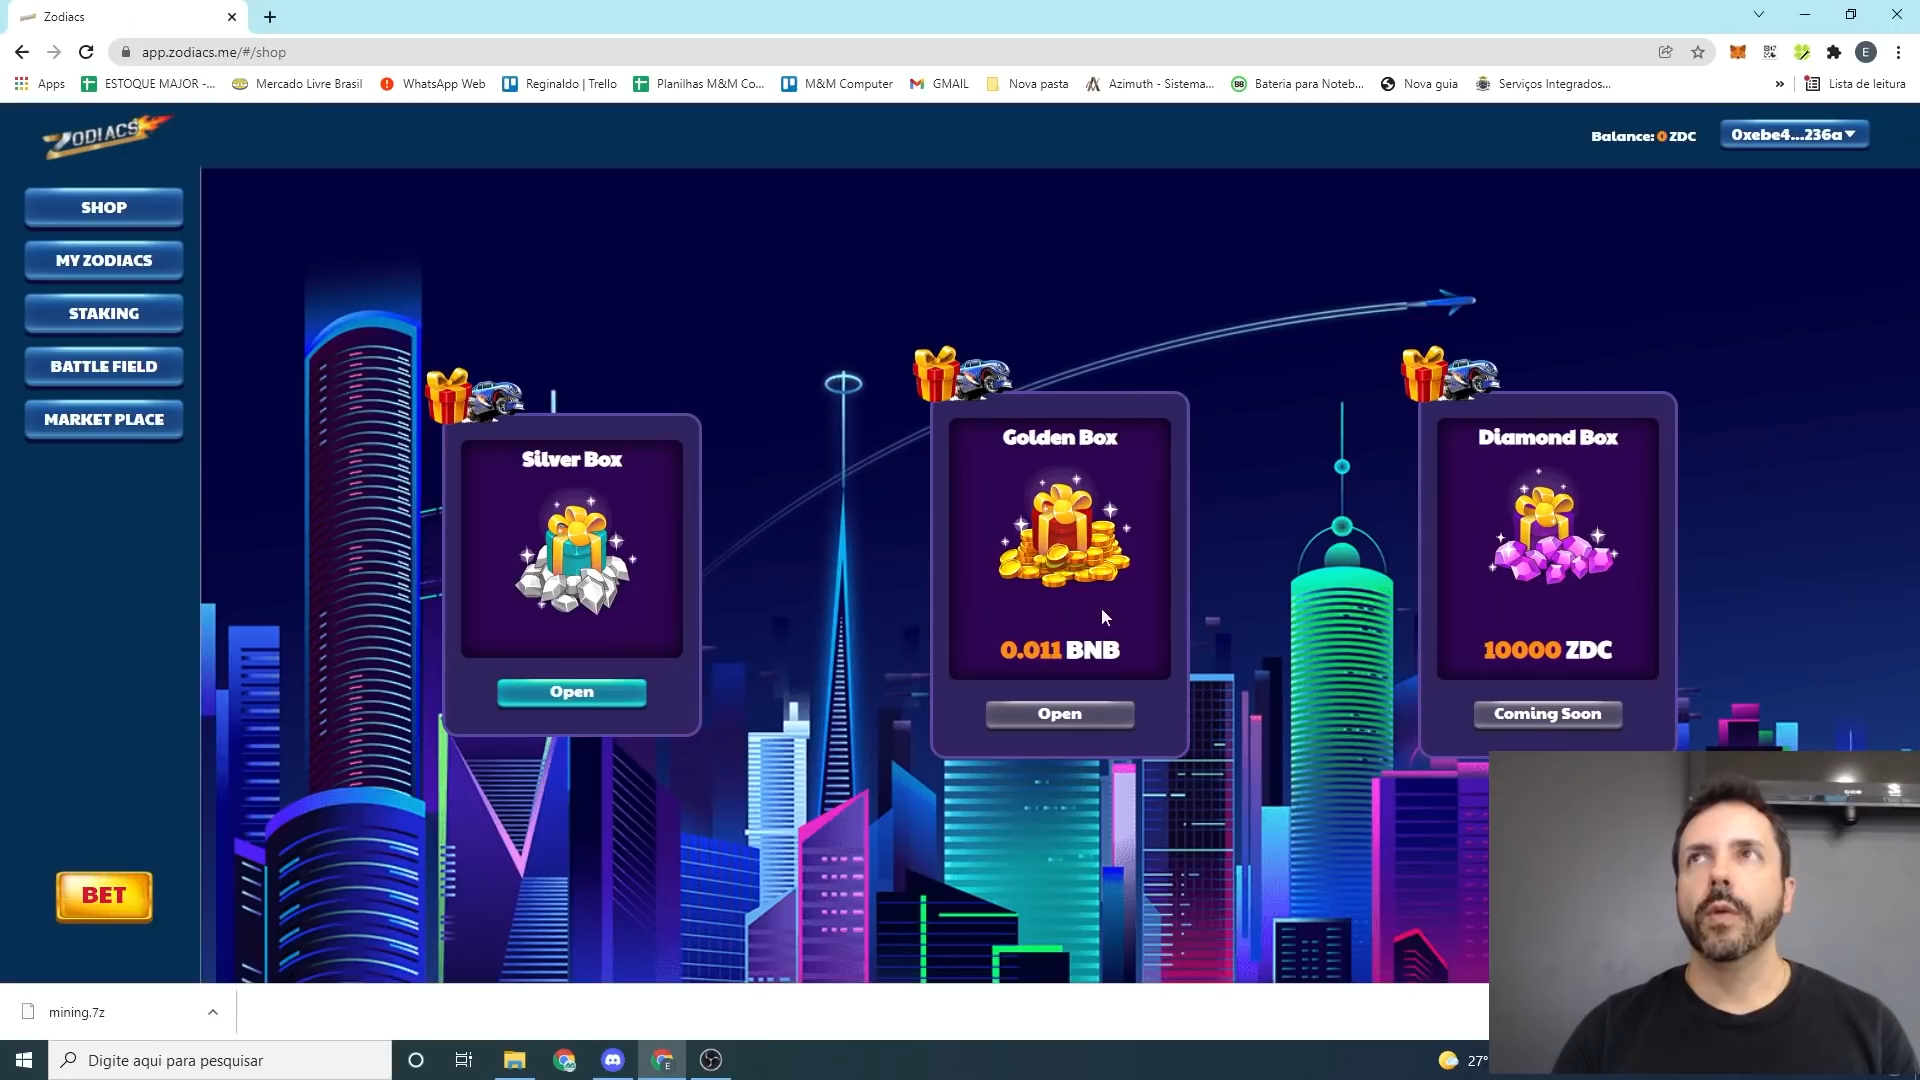 Zodiacs
app.zodiacs.me/#/shop
Apps
ESTOQUE MAJOR -...
Mercado Livre Brasil
WhatsApp Web
Reginaldo | Trello
Planilhas M&M Co...
M&M Computer
GMAIL
Nova pasta
Azimuth - Sistema...
Bateria para Noteb...
Nova guia
Serviços Integrados...
»
Lista de leitura
ZODIACS
Balance: 0 ZDC
0xebe4...236a
SHOP
MY ZODIACS
STAKING
BATTLE FIELD
MARKET PLACE
BET
Silver Box
Open
Golden Box
0.011 BNB
Open
Diamond Box
10000 ZDC
Coming Soon
mining.7z
Digite aqui para pesquisar
27°